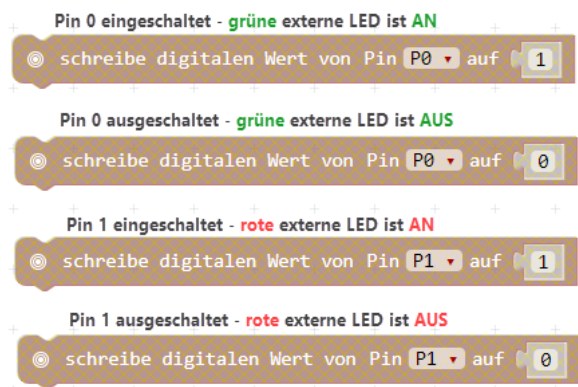 Pin 0 eingeschaltet - grüne externe LED ist AN
schreibe digitalen Wert von Pin P0 ▾ auf 1
Pin 0 ausgeschaltet - grüne externe LED ist AUS
schreibe digitalen Wert von Pin P0 ▾ auf 0
Pin 1 eingeschaltet - rote externe LED ist AN
schreibe digitalen Wert von Pin P1 ▾ auf 1
Pin 1 ausgeschaltet - rote externe LED ist AUS
schreibe digitalen Wert von Pin P1 ▾ auf 0